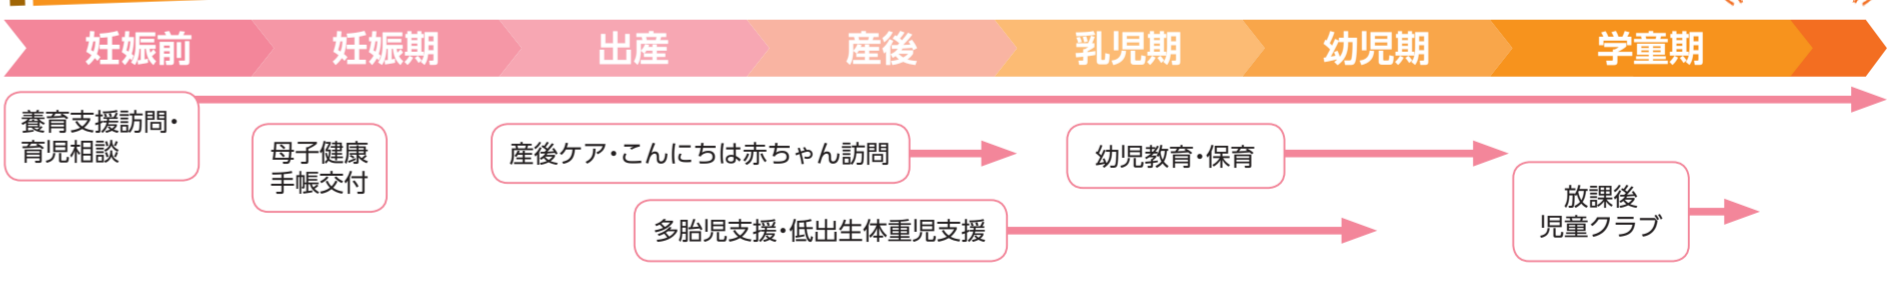 妊娠前
妊娠期
出産
産後
乳児期
幼児期
学童期
養育支援訪問・
育児相談
母子健康
手帳交付
産後ケア・こんにちは赤ちゃん訪問
多胎児支援・低出生体重児支援
幼児教育・保育
放課後
児童クラブ